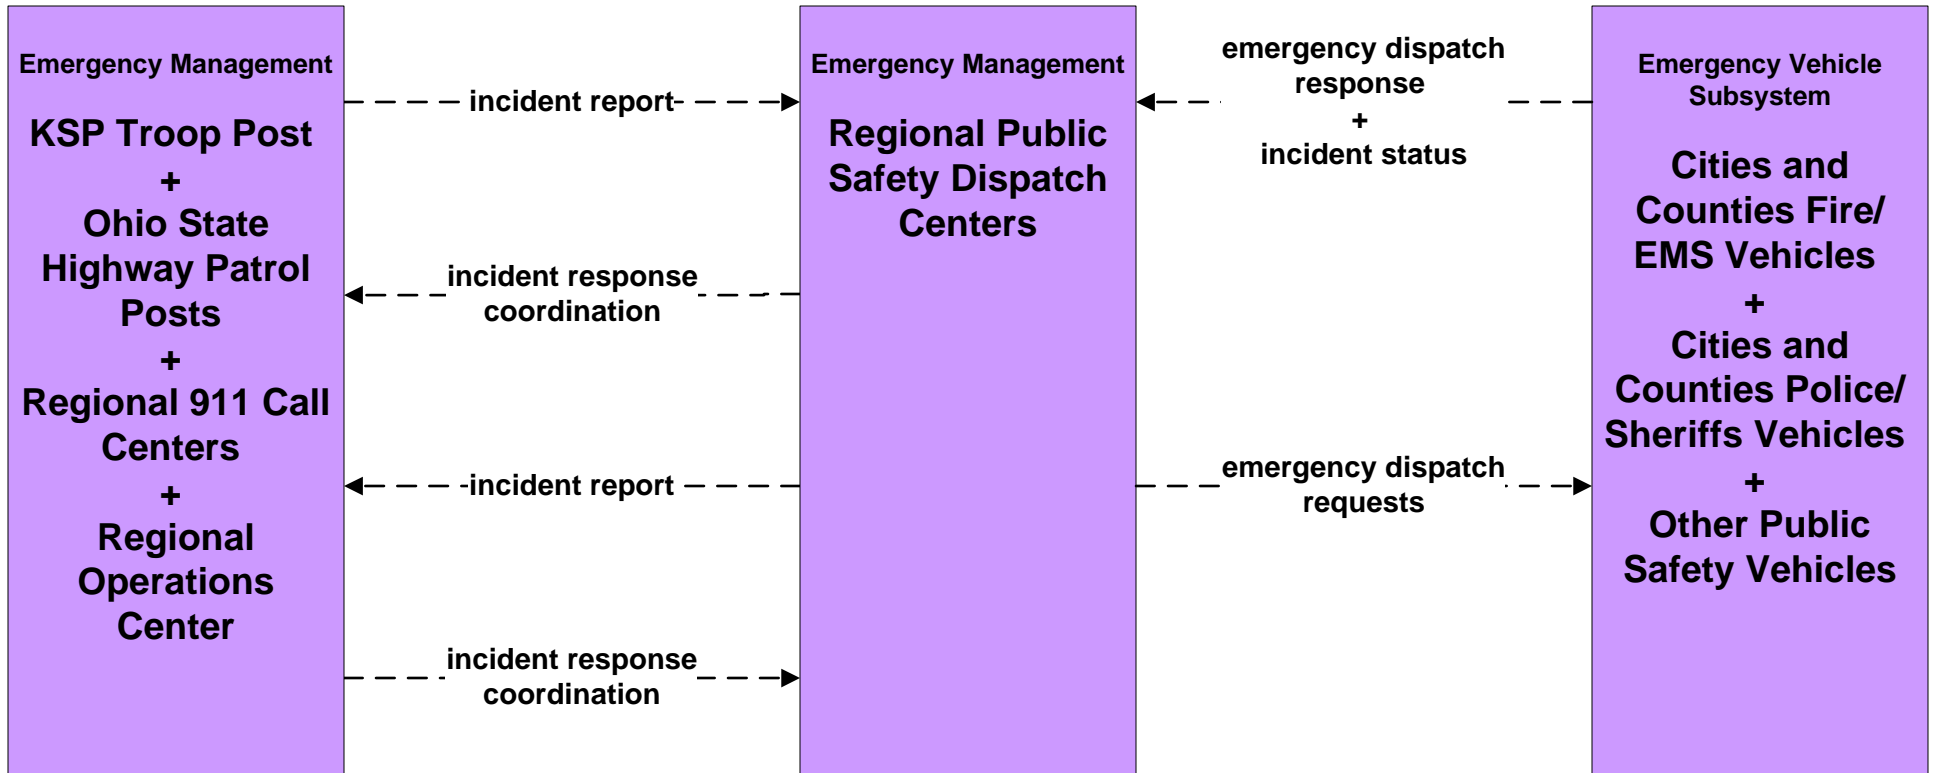 Emergency Management
KSP Troop Post
+
Ohio State
Highway Patrol
Posts
+
Regional 911 Call
Centers
+
Regional
Operations
Center
incident report
incident response
coordination
incident report
incident response
coordination
Emergency Management
Regional Public
Safety Dispatch
Centers
emergency dispatch
response
+
incident status
emergency dispatch
requests
Emergency Vehicle
Subsystem
Cities and
Counties Fire/
EMS Vehicles
+
Cities and
Counties Police/
Sheriffs Vehicles
+
Other Public
Safety Vehicles